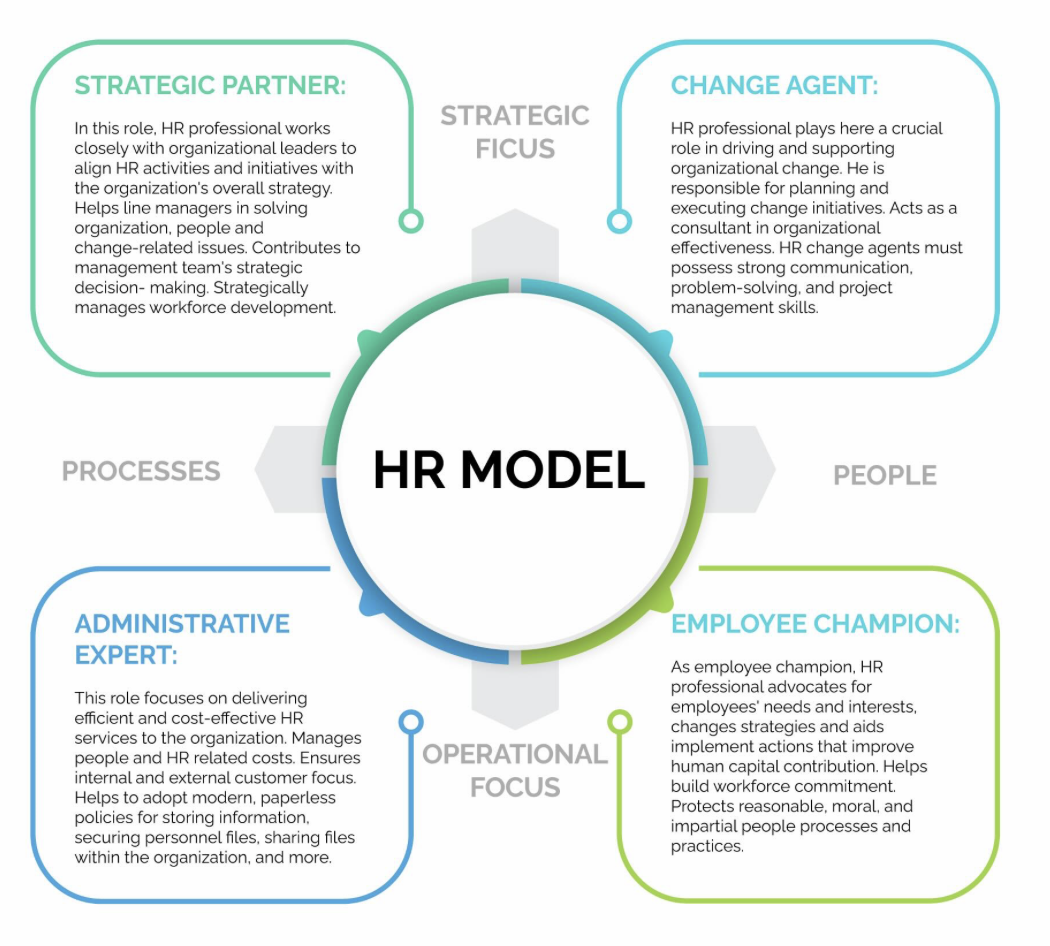 STRATEGIC PARTNER:
In this role, HR professional works
closely with organizational leaders to
align HR activities and initiatives with
the organization's overall strategy.
Helps line managers in solving
organization, people and
change-related issues. Contributes to
management team's strategic
decision- making. Strategically
manages workforce development.
STRATEGIC
FICUS
CHANGE AGENT:
HR professional plays here a crucial
role in driving and supporting
organizational change. He is
responsible for planning and
executing change initiatives. Acts as a
consultant in organizational
effectiveness. HR change agents must
possess strong communication,
problem-solving, and project
management skills.
PROCESSES
HR MODEL
PEOPLE
ADMINISTRATIVE
EXPERT:
This role focuses on delivering
efficient and cost-effective HR
services to the organization. Manages
people and HR related costs. Ensures
internal and external customer focus.
Helps to adopt modern, paperless
policies for storing information,
securing personnel files, sharing files
within the organization, and more.
OPERATIONAL
FOCUS
EMPLOYEE CHAMPION:
As employee champion, HR
professional advocates for
employees' needs and interests,
changes strategies and aids
implement actions that improve
human capital contribution. Helps
build workforce commitment.
Protects reasonable, moral, and
impartial people processes and
practices.